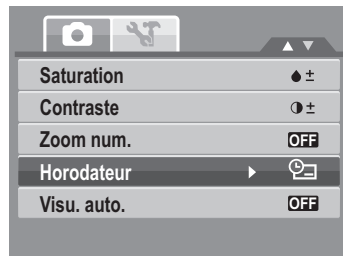 Saturation
Contraste
Zoom num. OFF
Horodateur
Visu. auto. OFF